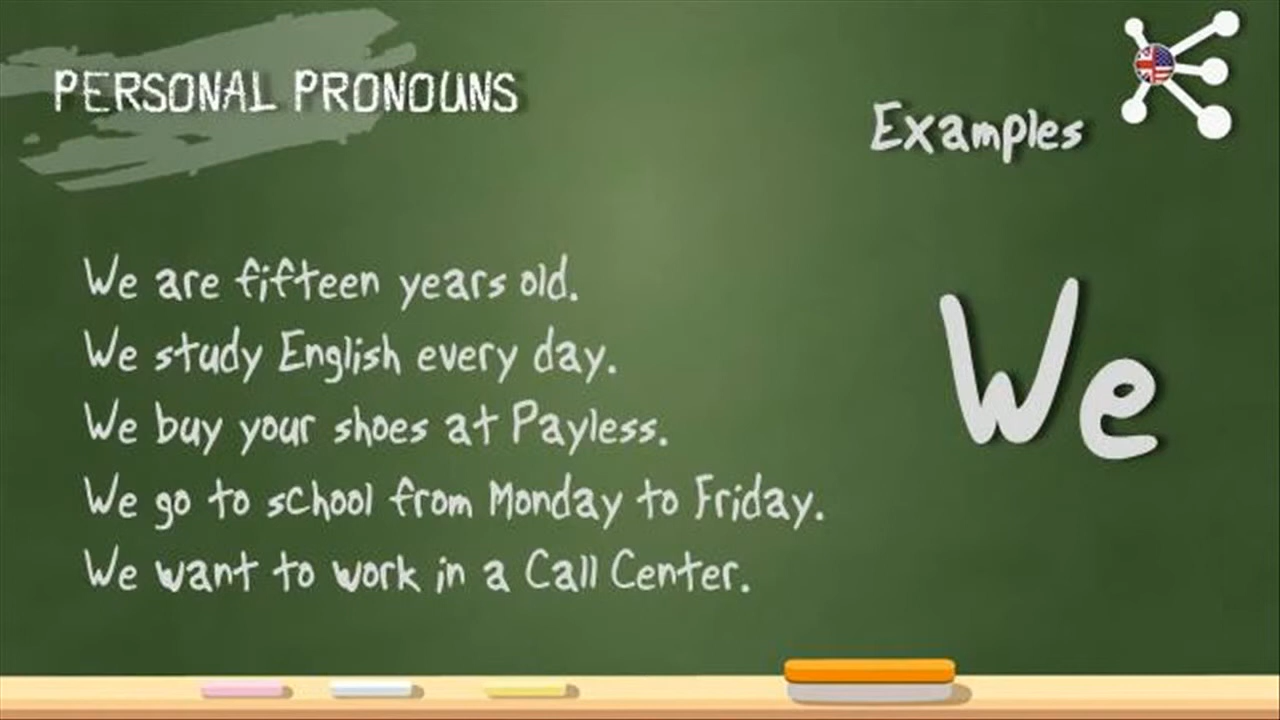 PERSONAL PRONOUNS
Examples
We are fifteen years old.
We study English every day.
We buy your shoes at Payless.
We go to school from Monday to Friday.
We want to work in a Call Center.
We